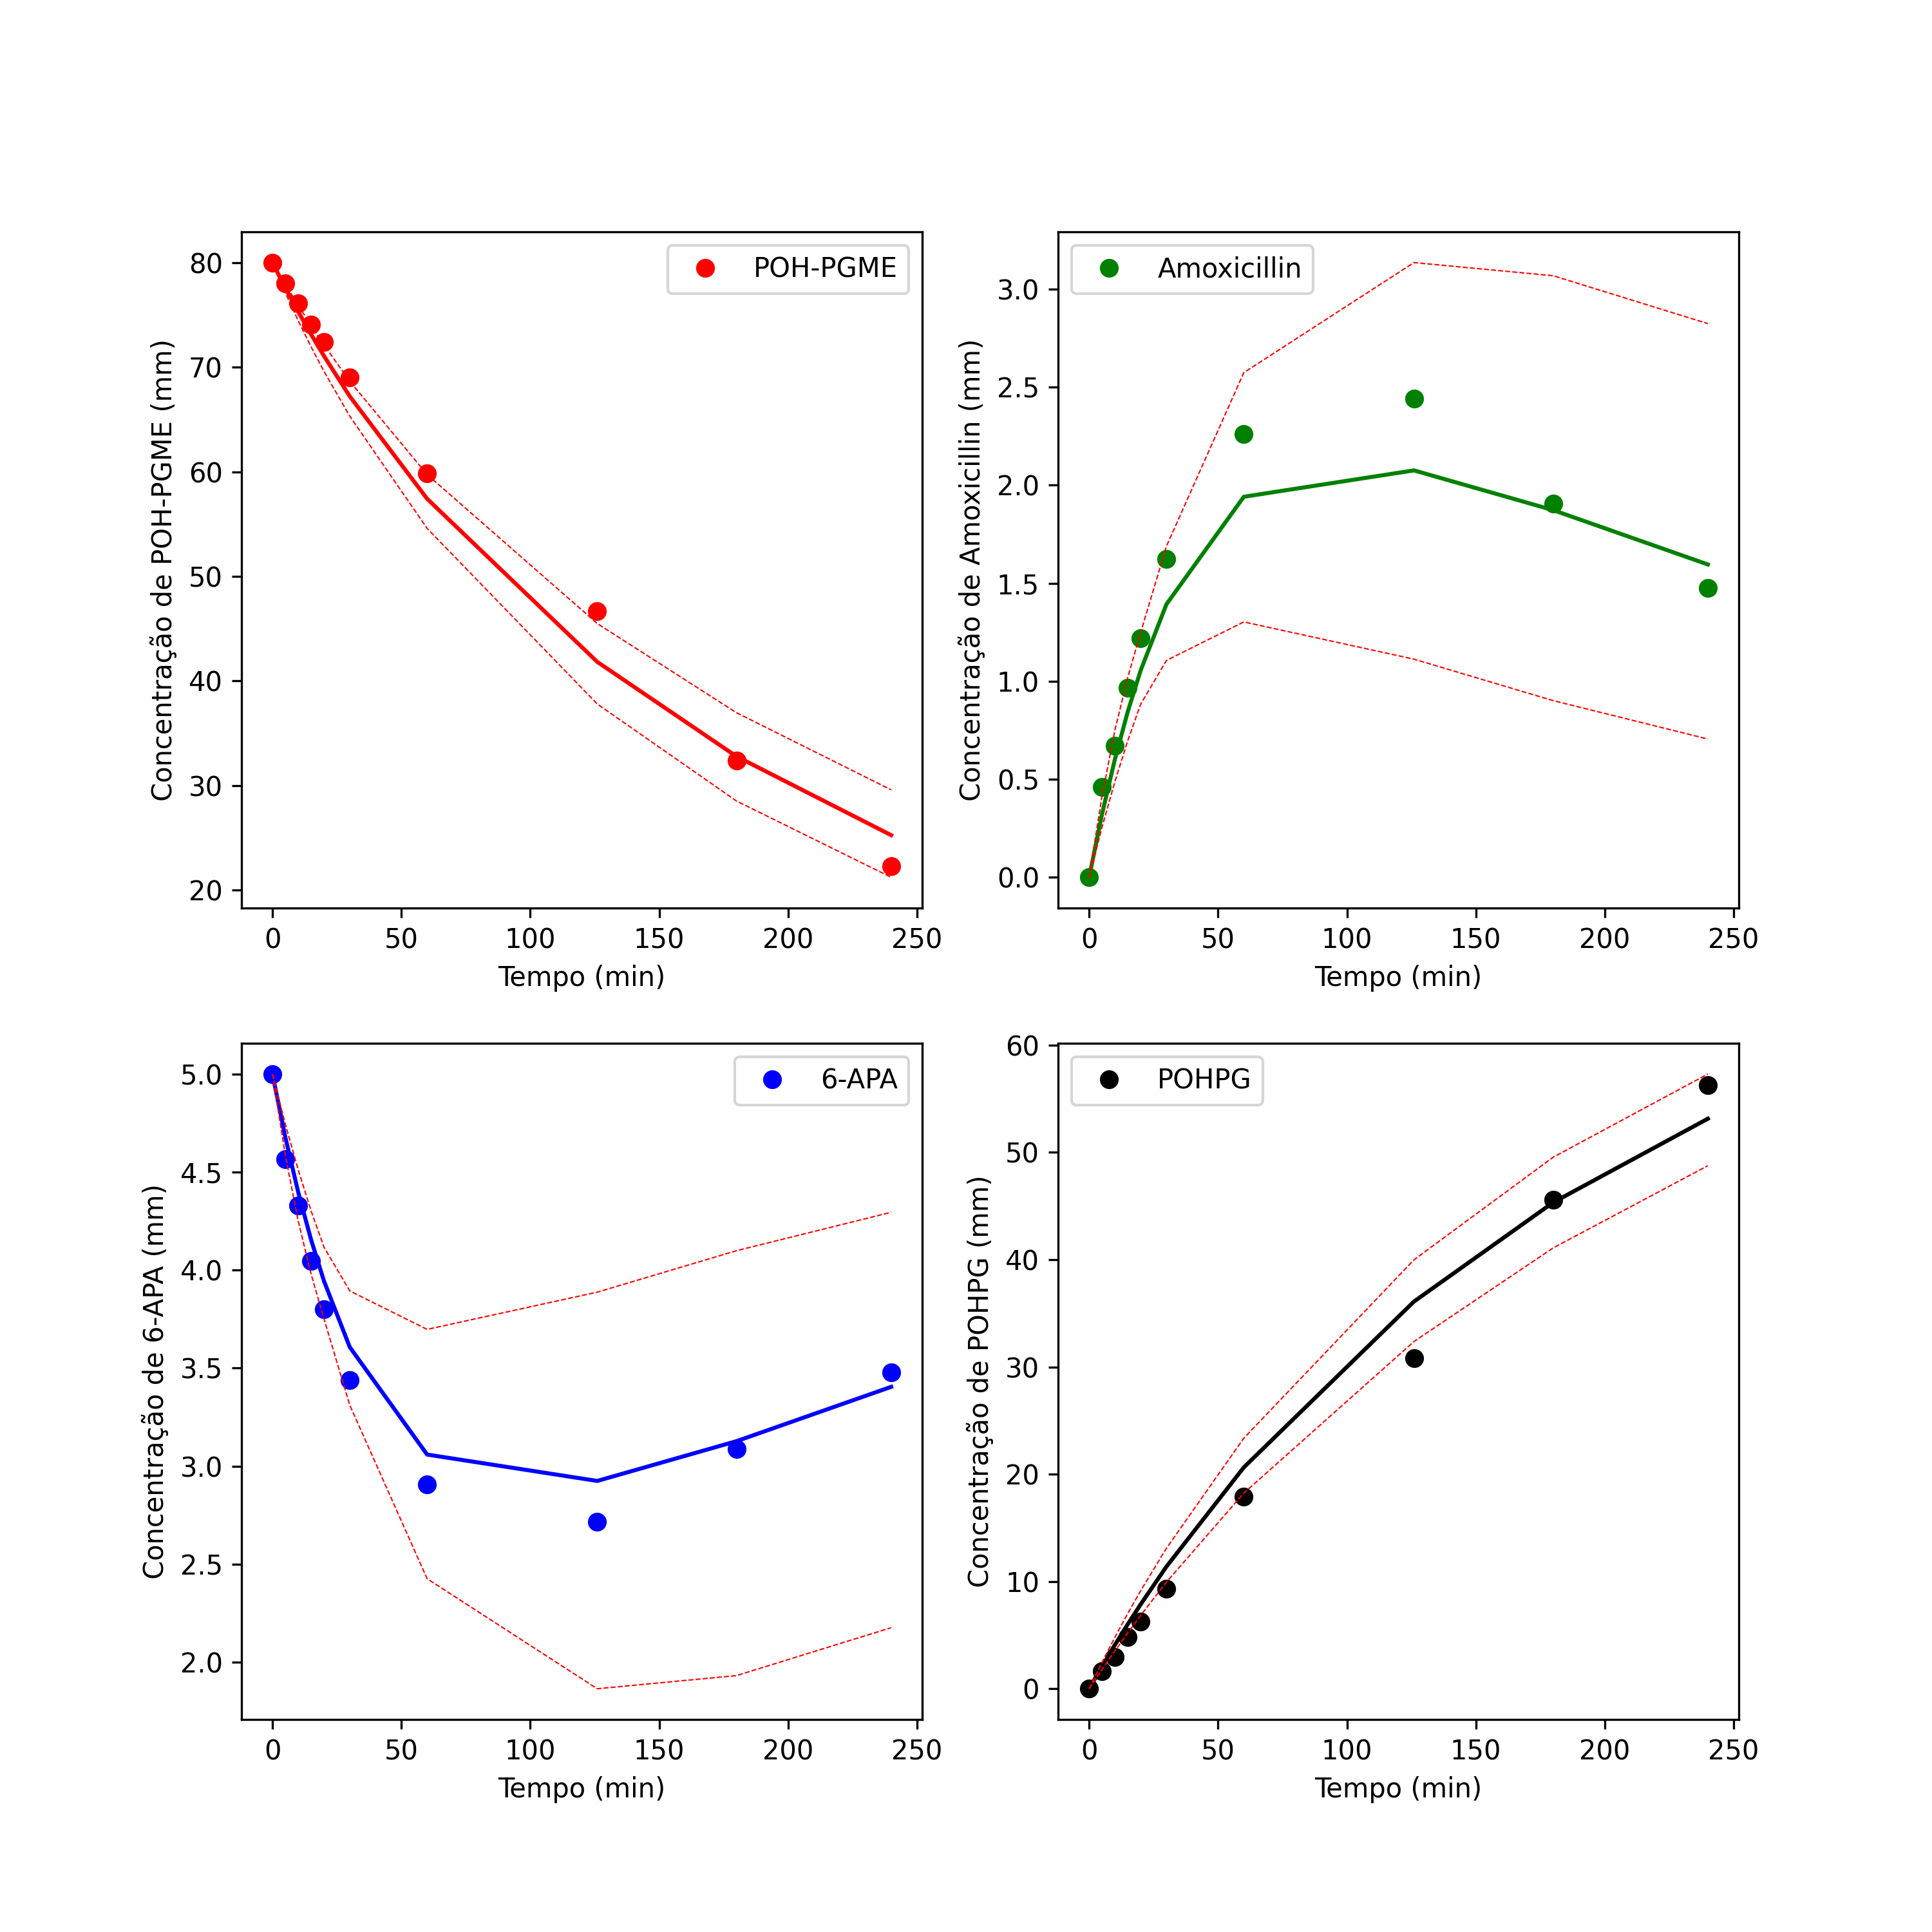 POH-PGME
Concentração de POH-PGME (mm)
80
70
60
50
40
30
20
0 50 100 150 200 250
Tempo (min)
Amoxicillin
Concentração de Amoxicillin (mm)
3.0
2.5
2.0
1.5
1.0
0.5
0.0
0 50 100 150 200 250
Tempo (min)
6-APA
Concentração de 6-APA (mm)
5.0
4.5
4.0
3.5
3.0
2.5
2.0
0 50 100 150 200 250
Tempo (min)
POHPG
Concentração de POHPG (mm)
60
50
40
30
20
10
0
0 50 100 150 200 250
Tempo (min)